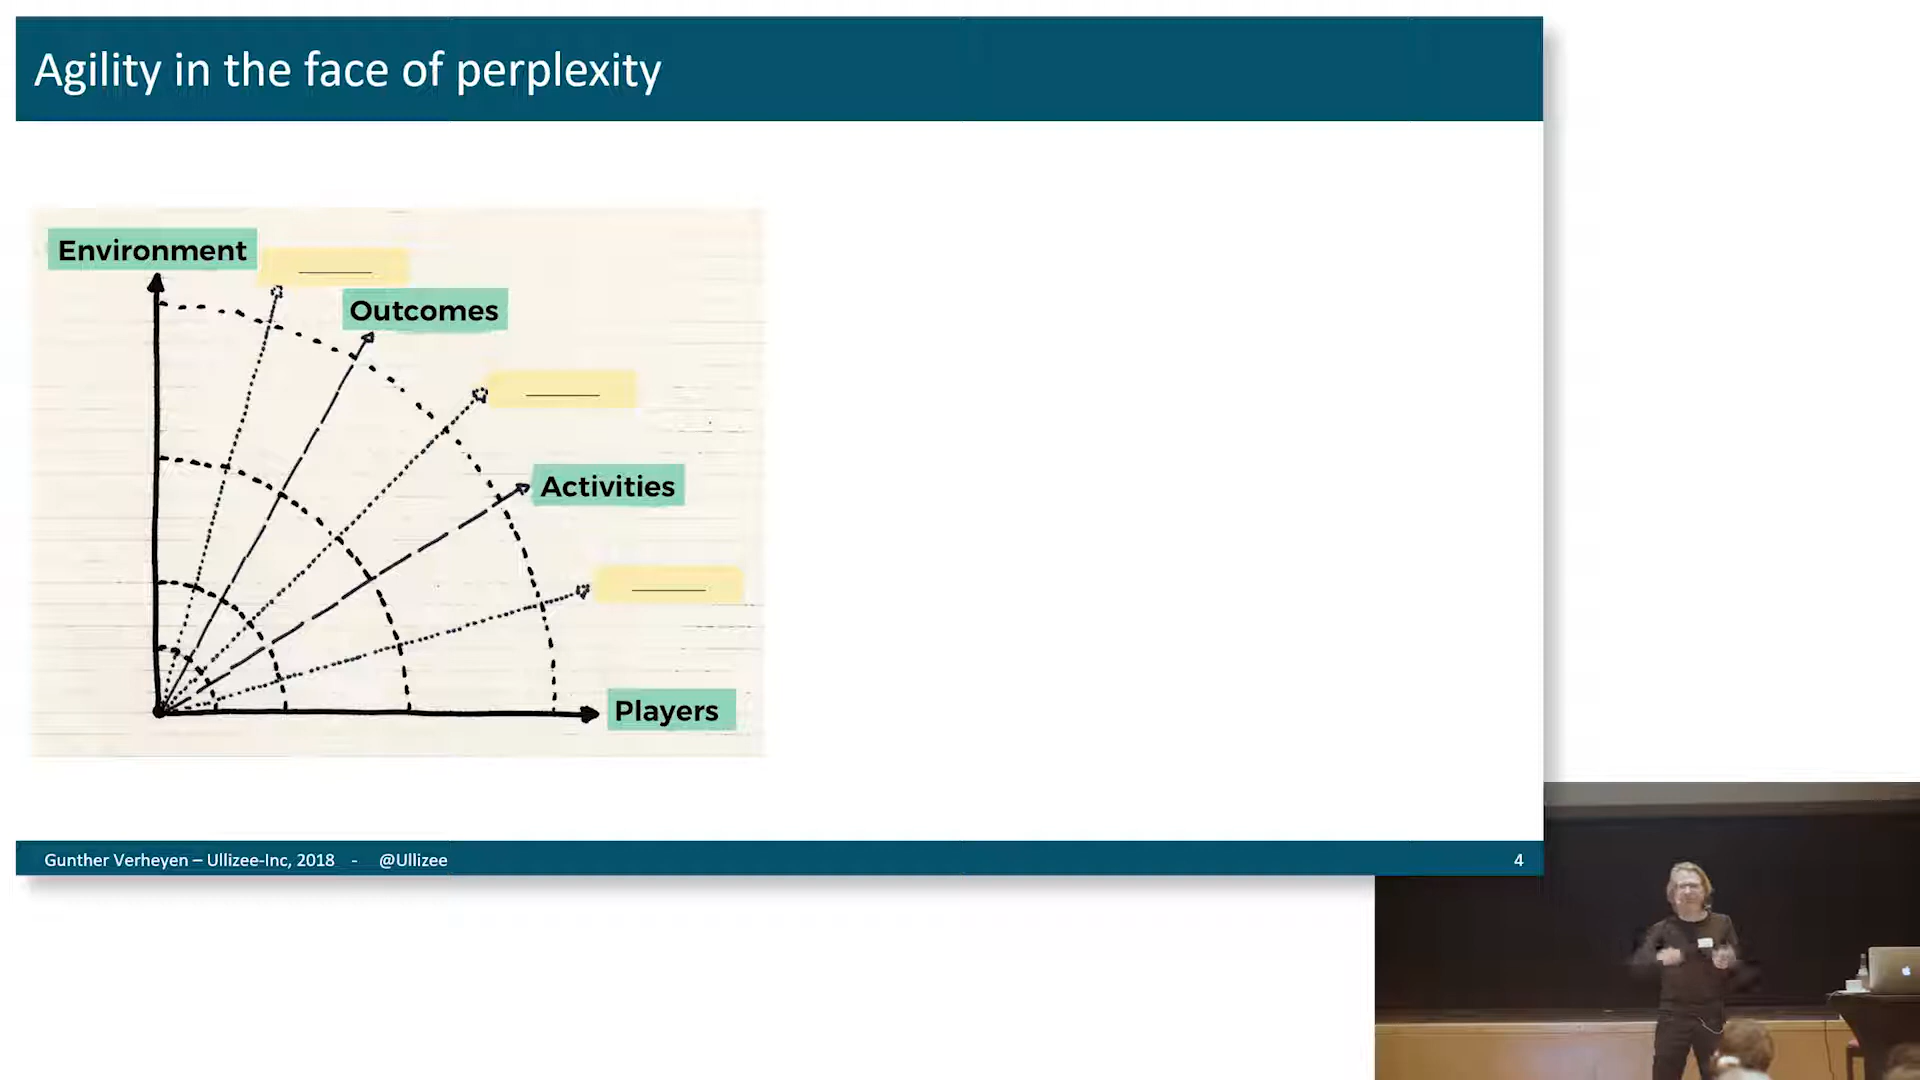 Agility in the face of perplexity
Environment
Outcomes
Activities
Players
Gunther Verheyen – Ullizee-Inc, 2018 - @Ullizee
4